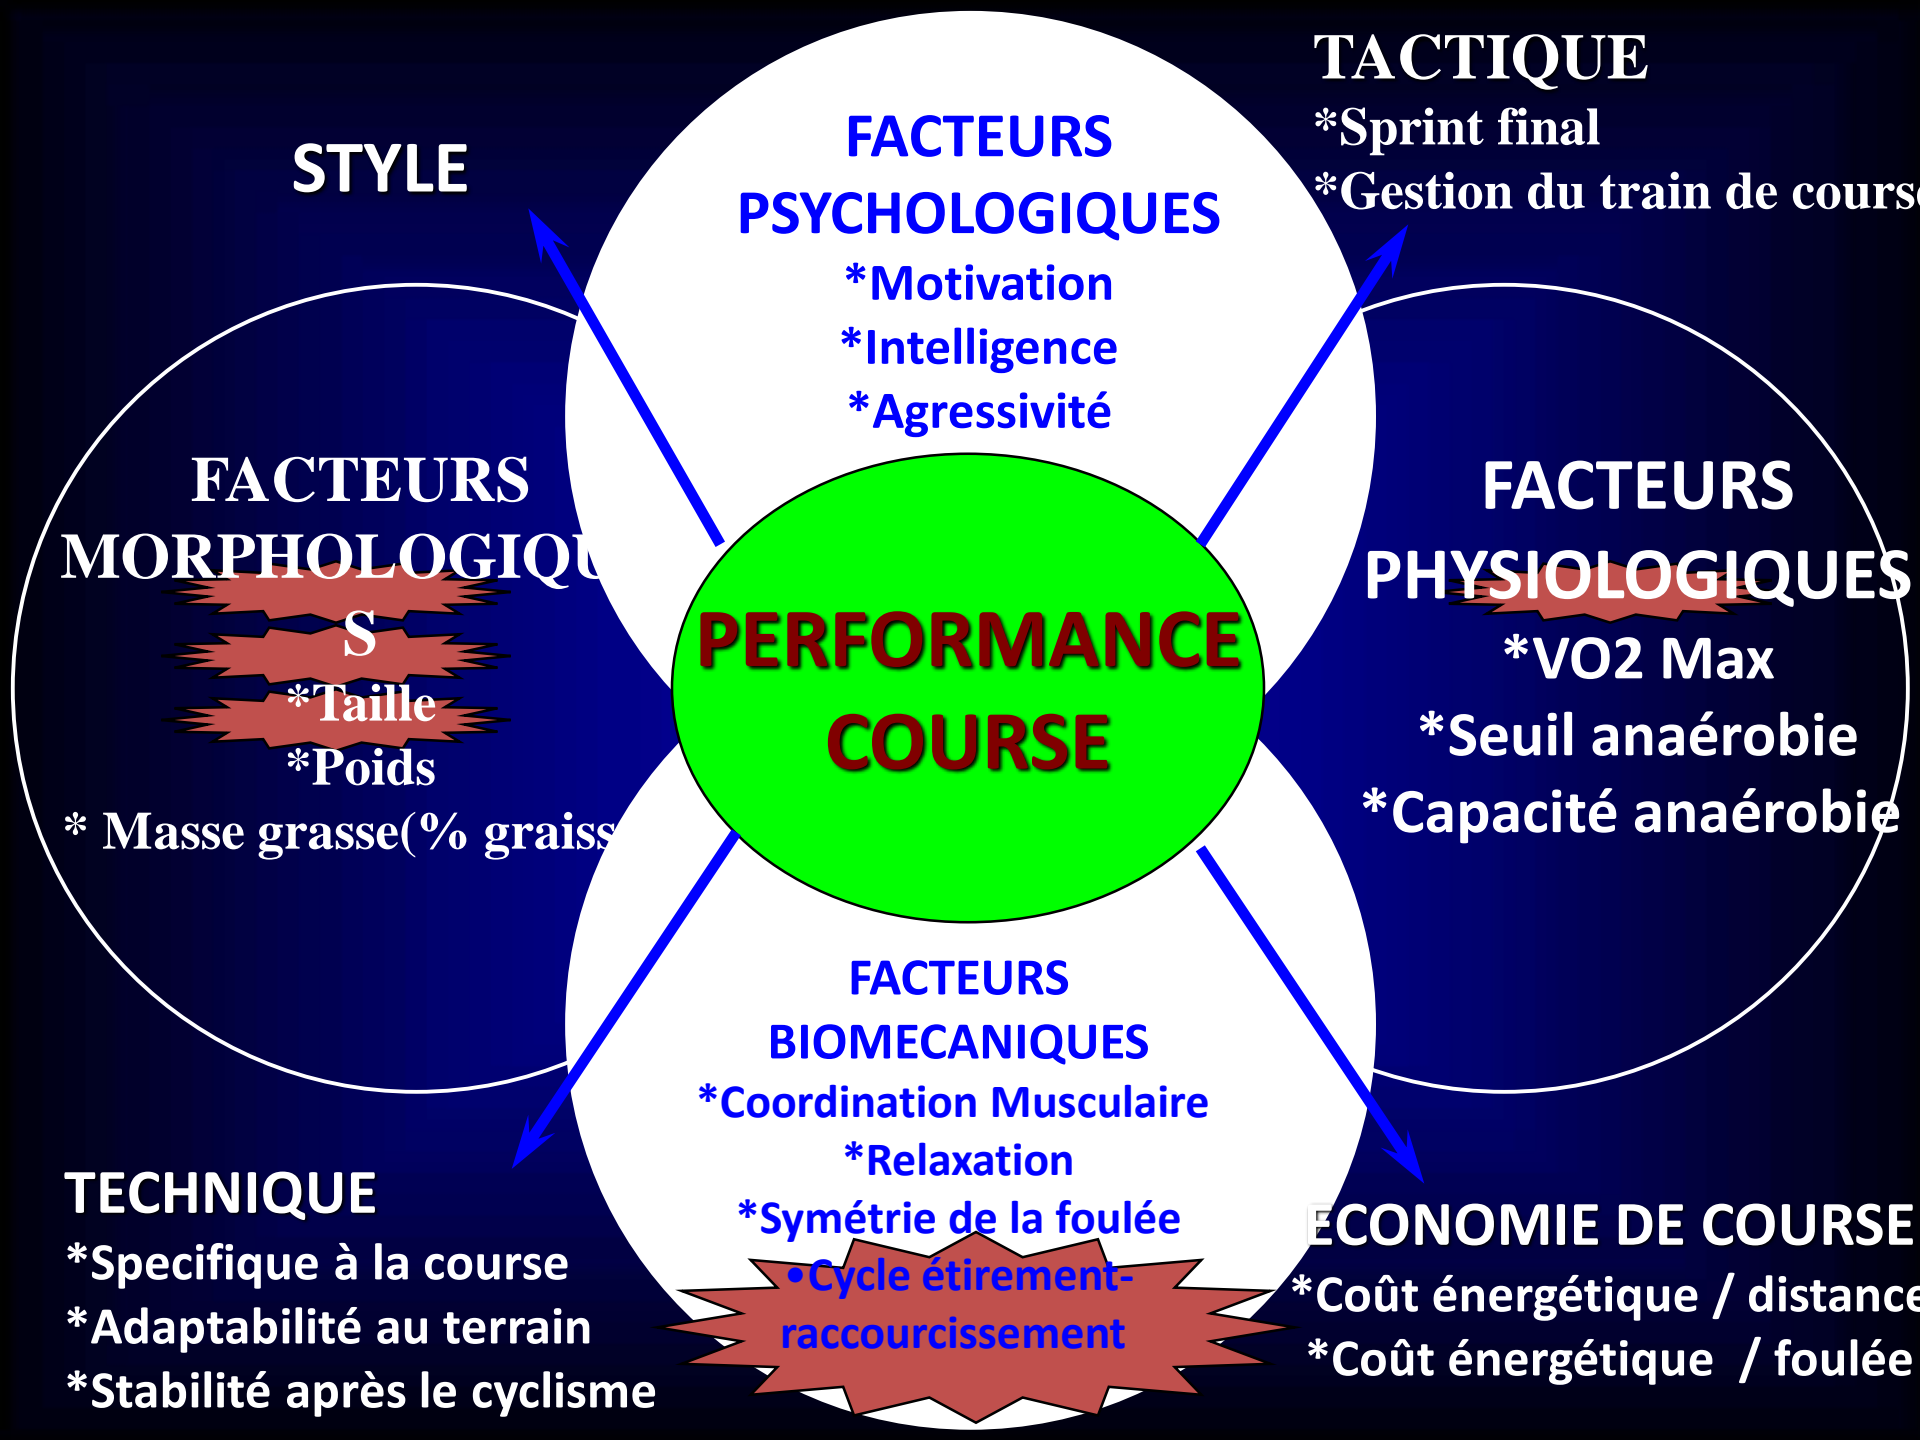 STYLE
TACTIQUE
*Sprint final
*Gestion du train de course
FACTEURS
PSYCHOLOGIQUES
*Motivation
*Intelligence
*Agressivité
FACTEURS
MORPHOLOGIQU
S
*Taille
*Poids
* Masse grasse(% graiss
PERFORMANCE
COURSE
FACTEURS
PHYSIOLOGIQUES
*VO2 Max
*Seuil anaérobie
*Capacité anaérobie
FACTEURS
BIOMECANIQUES
*Coordination Musculaire
*Relaxation
*Symétrie de la foulée
•Cycle étirement-
raccourcissement
TECHNIQUE
*Specifique à la course
*Adaptabilité au terrain
*Stabilité après le cyclisme
ECONOMIE DE COURSE
*Coût énergétique / distance
*Coût énergétique / foulée